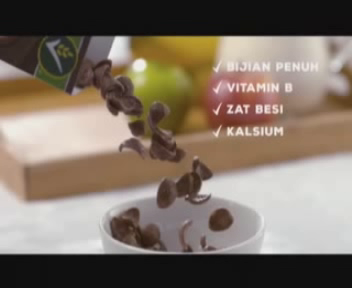 ✓ BIJIAN PENUH
✓ VITAMIN B
✓ ZAT BESI
✓ KALSIUM